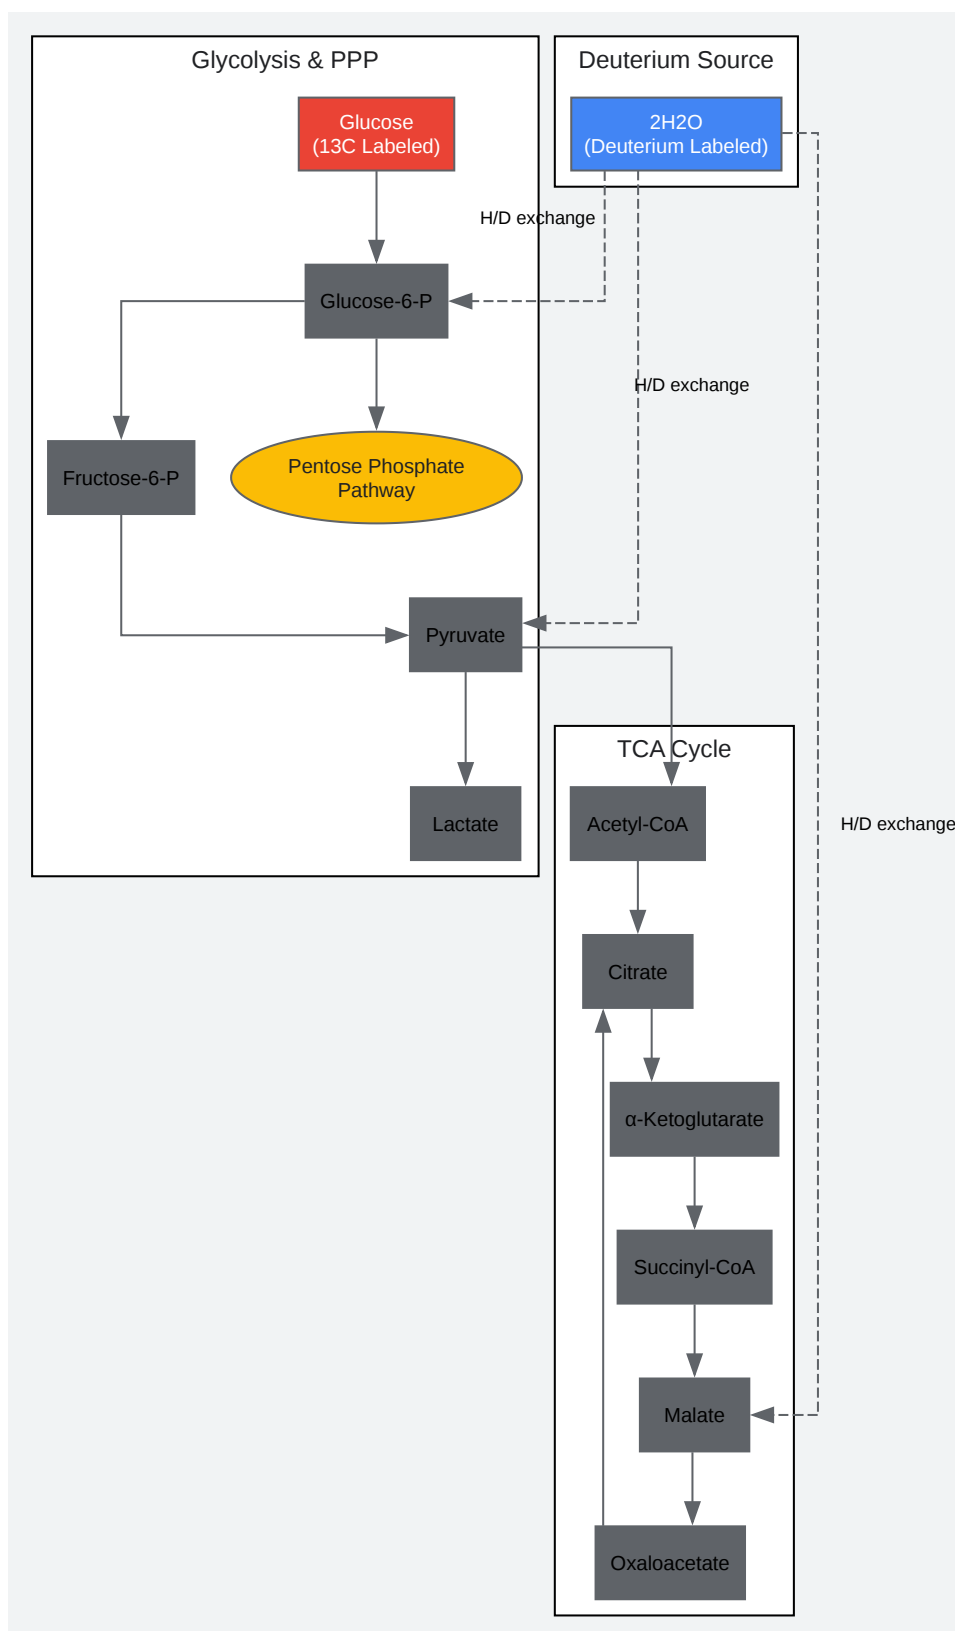 Glycolysis & PPP
Deuterium Source
Glucose
(13C Labeled)
2H2O
(Deuterium Labeled)
H/D exchange
Glucose-6-P
H/D exchange
Fructose-6-P
Pentose Phosphate
Pathway
Pyruvate
TCA Cycle
Lactate
Acetyl-CoA
H/D exchange
Citrate
α-Ketoglutarate
Succinyl-CoA
Malate
Oxaloacetate